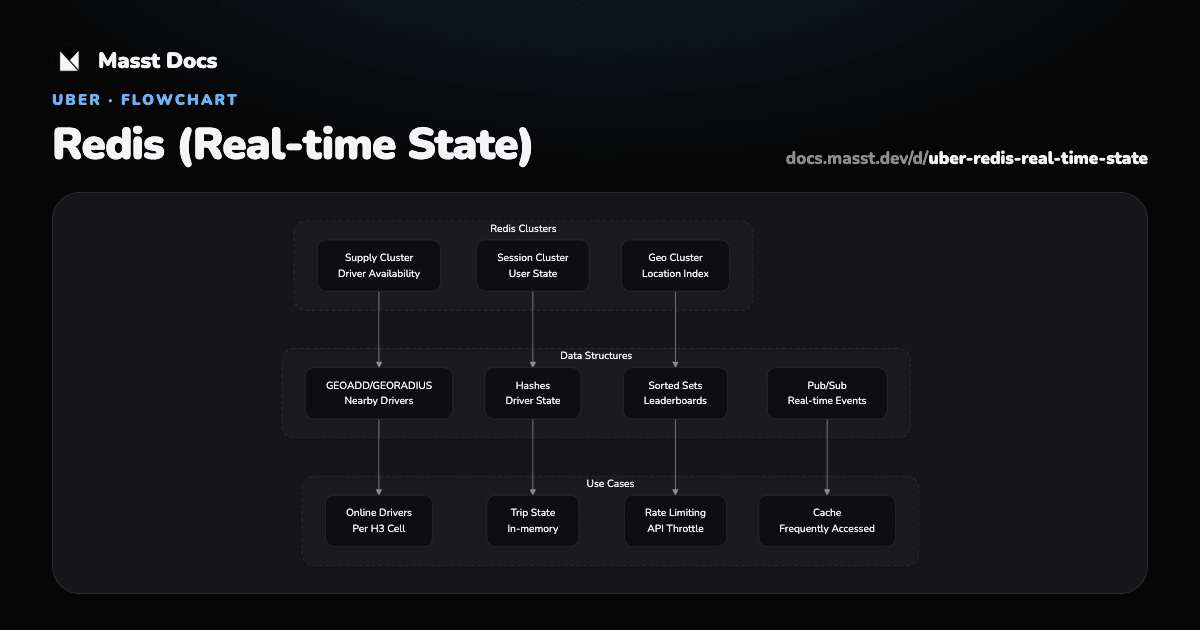 Masst Docs
UBER · FLOWCHART
Redis (Real-time State)
docs.masst.dev/d/uber-redis-real-time-state
Redis Clusters
Supply Cluster
Driver Availability
Session Cluster
User State
Geo Cluster
Location Index
Data Structures
GEOADD/GEORADIUS
Nearby Drivers
Hashes
Driver State
Sorted Sets
Leaderboards
Pub/Sub
Real-time Events
Use Cases
Online Drivers
Per H3 Cell
Trip State
In-memory
Rate Limiting
API Throttle
Cache
Frequently Accessed